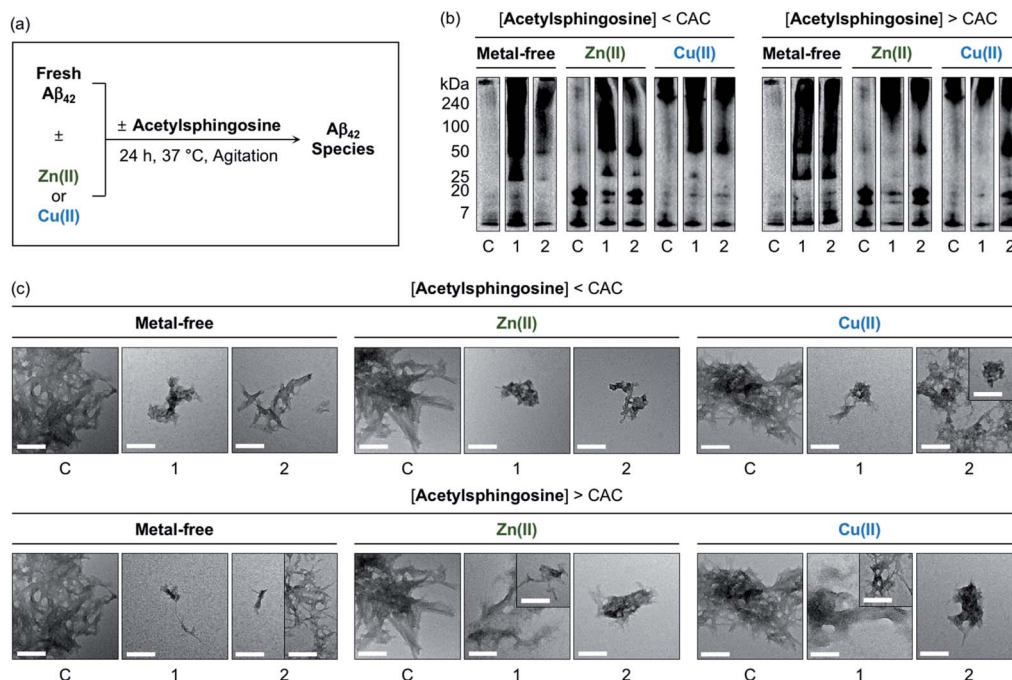 (a)
Fresh
Aβ42
±
Zn(II)
or
Cu(II)
± Acetylsphingosine
24 h, 37 °C, Agitation
Aβ42
Species
(b)
[Acetylsphingosine] < CAC
[Acetylsphingosine] > CAC
Metal-free Zn(II) Cu(II) Metal-free Zn(II) Cu(II)
kDa
240
100
50
25
20
7
C 1 2 C 1 2 C 1 2 C 1 2 C 1 2 C 1 2
(c)
[Acetylsphingosine] < CAC
Metal-free Zn(II) Cu(II)
C 1 2 C 1 2 C 1 2
[Acetylsphingosine] > CAC
Metal-free Zn(II) Cu(II)
C 1 2 C 1 2 C 1 2